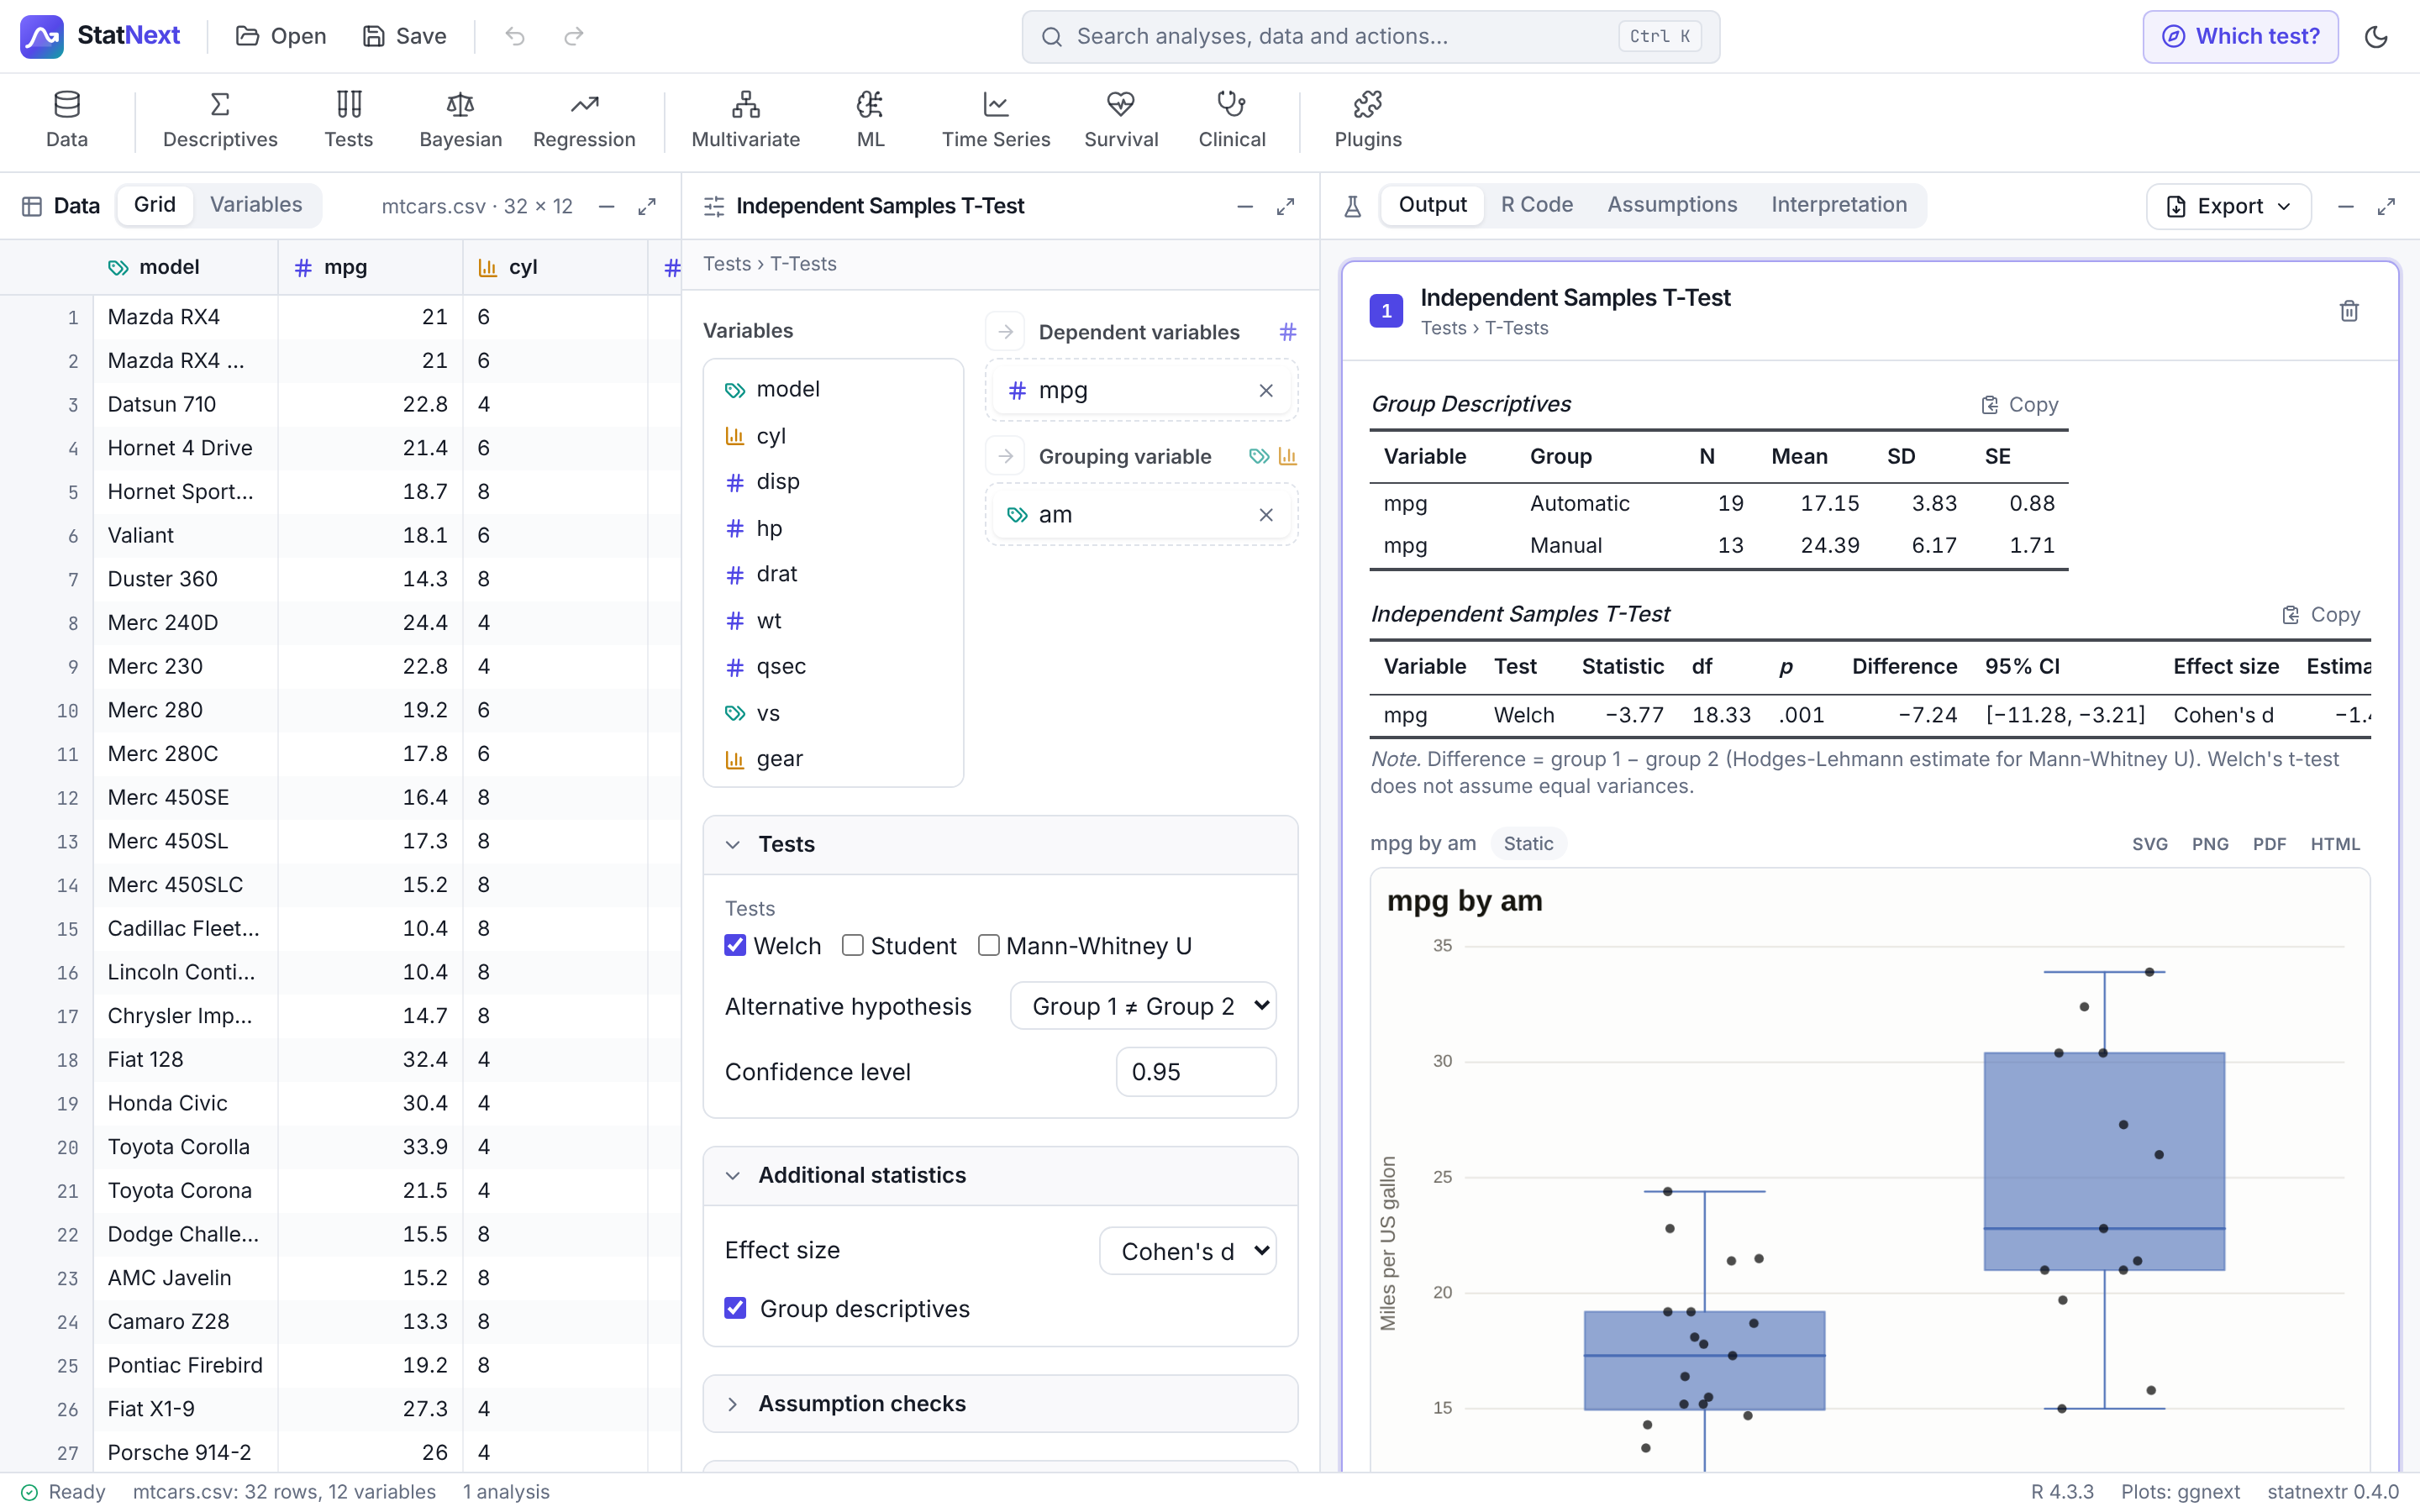 StatNext
Open
Save
Search analyses, data and actions...
Ctrl K
Which test?
Data
Descriptives
Tests
Bayesian
Regression
Multivariate
ML
Time Series
Survival
Clinical
Plugins
Data
Grid
Variables
mtcars.csv · 32 × 12
model mpg cyl
1 Mazda RX4 21 6
2 Mazda RX4 ... 21 6
3 Datsun 710 22.8 4
4 Hornet 4 Drive 21.4 6
5 Hornet Sport... 18.7 8
6 Valiant 18.1 6
7 Duster 360 14.3 8
8 Merc 240D 24.4 4
9 Merc 230 22.8 4
10 Merc 280 19.2 6
11 Merc 280C 17.8 6
12 Merc 450SE 16.4 8
13 Merc 450SL 17.3 8
14 Merc 450SLC 15.2 8
15 Cadillac Fleet... 10.4 8
16 Lincoln Conti... 10.4 8
17 Chrysler Imp... 14.7 8
18 Fiat 128 32.4 4
19 Honda Civic 30.4 4
20 Toyota Corolla 33.9 4
21 Toyota Corona 21.5 4
22 Dodge Challe... 15.5 8
23 AMC Javelin 15.2 8
24 Camaro Z28 13.3 8
25 Pontiac Firebird 19.2 8
26 Fiat X1-9 27.3 4
27 Porsche 914-2 26 4
Independent Samples T-Test
Tests › T-Tests
Variables
model
cyl
disp
hp
drat
wt
qsec
vs
gear
Dependent variables
mpg
Grouping variable
am
Tests
Tests
Welch Student Mann-Whitney U
Alternative hypothesis Group 1 ≠ Group 2
Confidence level 0.95
Additional statistics
Effect size Cohen's d
Group descriptives
Assumption checks
Output
R Code
Assumptions
Interpretation
Export
1 Independent Samples T-Test
Tests › T-Tests
Group Descriptives Copy
Variable Group N Mean SD SE
mpg Automatic 19 17.15 3.83 0.88
mpg Manual 13 24.39 6.17 1.71
Independent Samples T-Test Copy
Variable Test Statistic df p Difference 95% CI Effect size Estima
mpg Welch −3.77 18.33 .001 −7.24 [−11.28, −3.21] Cohen's d −1.4
Note. Difference = group 1 − group 2 (Hodges-Lehmann estimate for Mann-Whitney U). Welch's t-test
does not assume equal variances.
mpg by am Static SVG PNG PDF HTML
mpg by am
35
30
25
20
15
Miles per US gallon
Ready mtcars.csv: 32 rows, 12 variables 1 analysis
R 4.3.3 Plots: ggnext statnextr 0.4.0